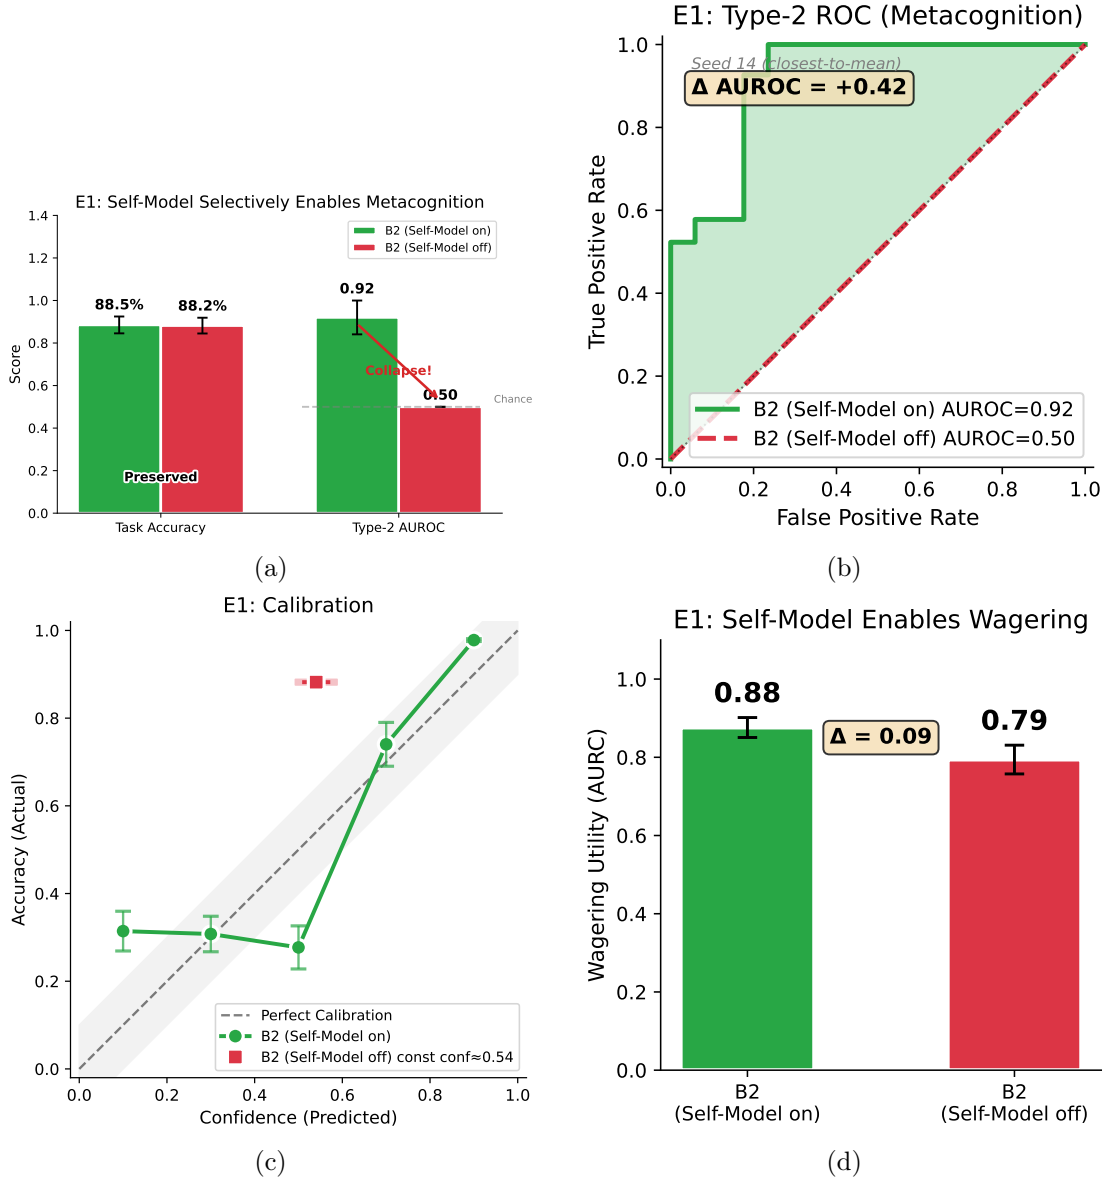 E1: Self-Model Selectively Enables Metacognition
1.4
1.2
1.0
0.8
0.6
0.4
0.2
0.0
Score
B2 (Self-Model on)
B2 (Self-Model off)
88.5%
88.2%
0.92
Collapse!
0.50
Chance
Preserved
Task Accuracy
Type-2 AUROC
(a)
E1: Type-2 ROC (Metacognition)
1.0
0.8
0.6
0.4
0.2
0.0
True Positive Rate
Seed 14 (closest-to-mean)
Δ AUROC = +0.42
B2 (Self-Model on) AUROC=0.92
B2 (Self-Model off) AUROC=0.50
0.0 0.2 0.4 0.6 0.8 1.0
False Positive Rate
(b)
E1: Calibration
1.0
0.8
0.6
0.4
0.2
0.0
Accuracy (Actual)
Perfect Calibration
B2 (Self-Model on)
B2 (Self-Model off) const conf≈0.54
0.0 0.2 0.4 0.6 0.8 1.0
Confidence (Predicted)
(c)
E1: Self-Model Enables Wagering
1.0
0.8
0.6
0.4
0.2
0.0
Wagering Utility (AURC)
0.88
Δ = 0.09
0.79
B2
(Self-Model on)
B2
(Self-Model off)
(d)